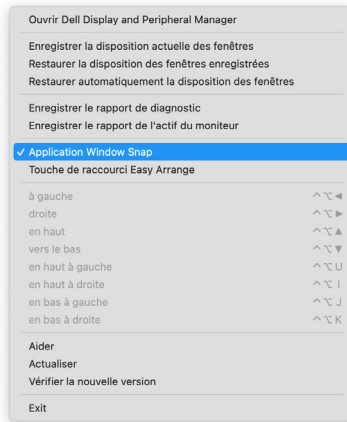 Ouvrir Dell Display and Peripheral Manager
Enregistrer la disposition actuelle des fenêtres
Restaurer la disposition des fenêtres enregistrées
Restaurer automatiquement la disposition des fenêtres
Enregistrer le rapport de diagnostic
Enregistrer le rapport de l'actif du moniteur
✓ Application Window Snap
Touche de raccourci Easy Arrange
à gauche ^⌥◀
droite ^⌥▶
en haut ^⌥▲
vers le bas ^⌥▼
en haut à gauche ^⌥U
en haut à droite ^⌥I
en bas à gauche ^⌥J
en bas à droite ^⌥K
Aider
Actualiser
Vérifier la nouvelle version
Exit